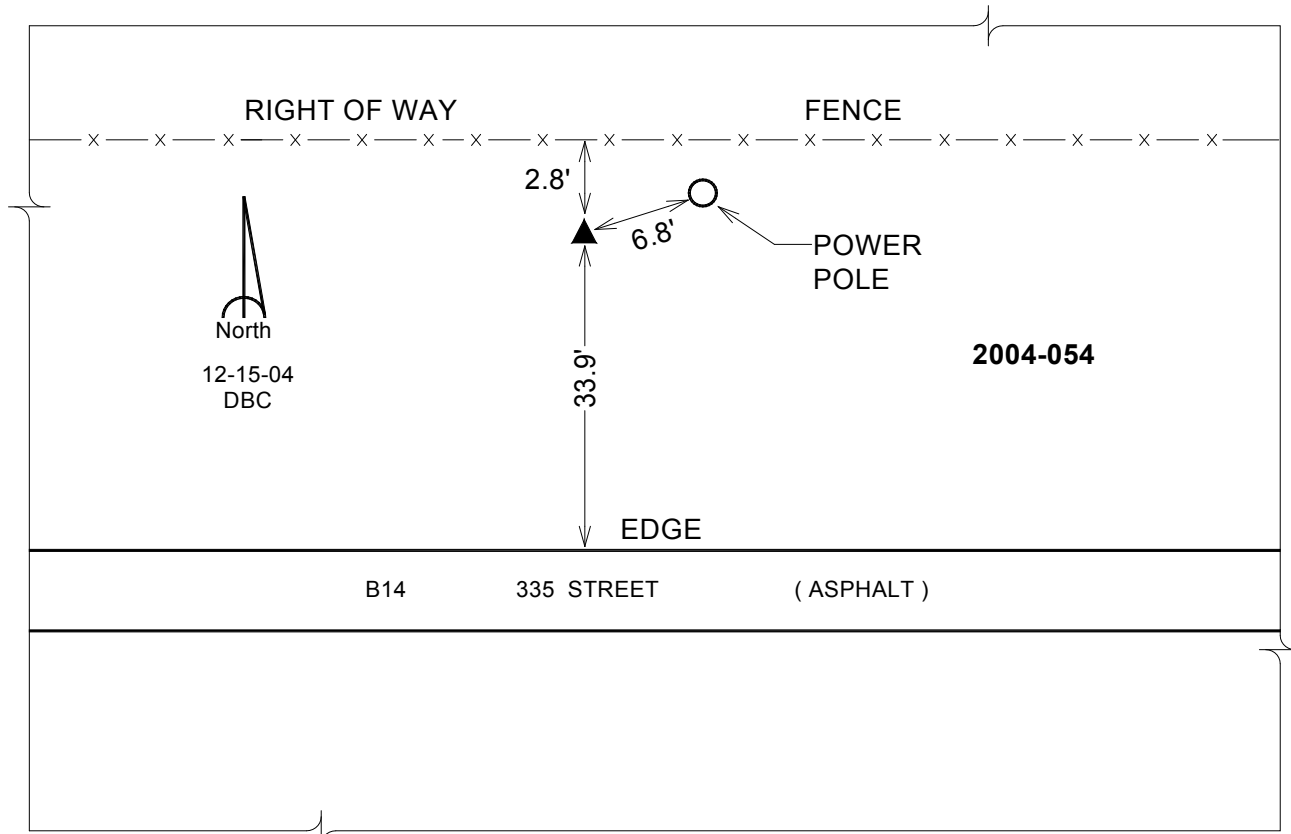 RIGHT OF WAY FENCE
2.8'
6.8'
POWER
POLE
North
12-15-04
DBC
2004-054
33.9'
EDGE
B14 335 STREET ( ASPHALT )